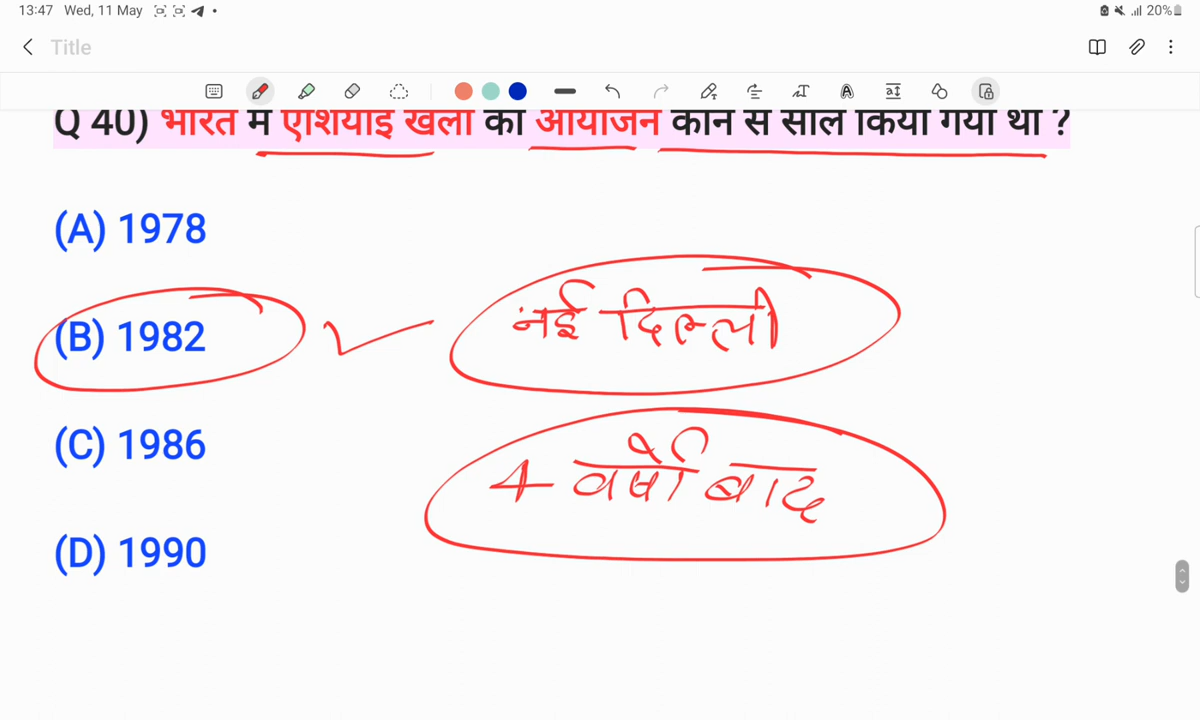 13:47 Wed, 11 May
20%
Title
Q 40) भारत में एशियाई खेलों का आयोजन कौन से साल किया गया था ?
(A) 1978
(B) 1982
नई दिल्ली
(C) 1986
4 वर्षो बाद
(D) 1990